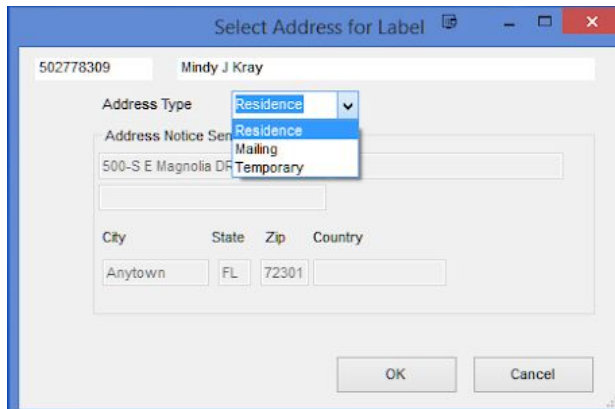 Select Address for Label
502778309 Mindy J Kray
Address Type Residence
Residence
Address Notice Sen
Mailing
500-S E Magnolia DR
Temporary
City State Zip Country
Anytown FL 72301
OK Cancel